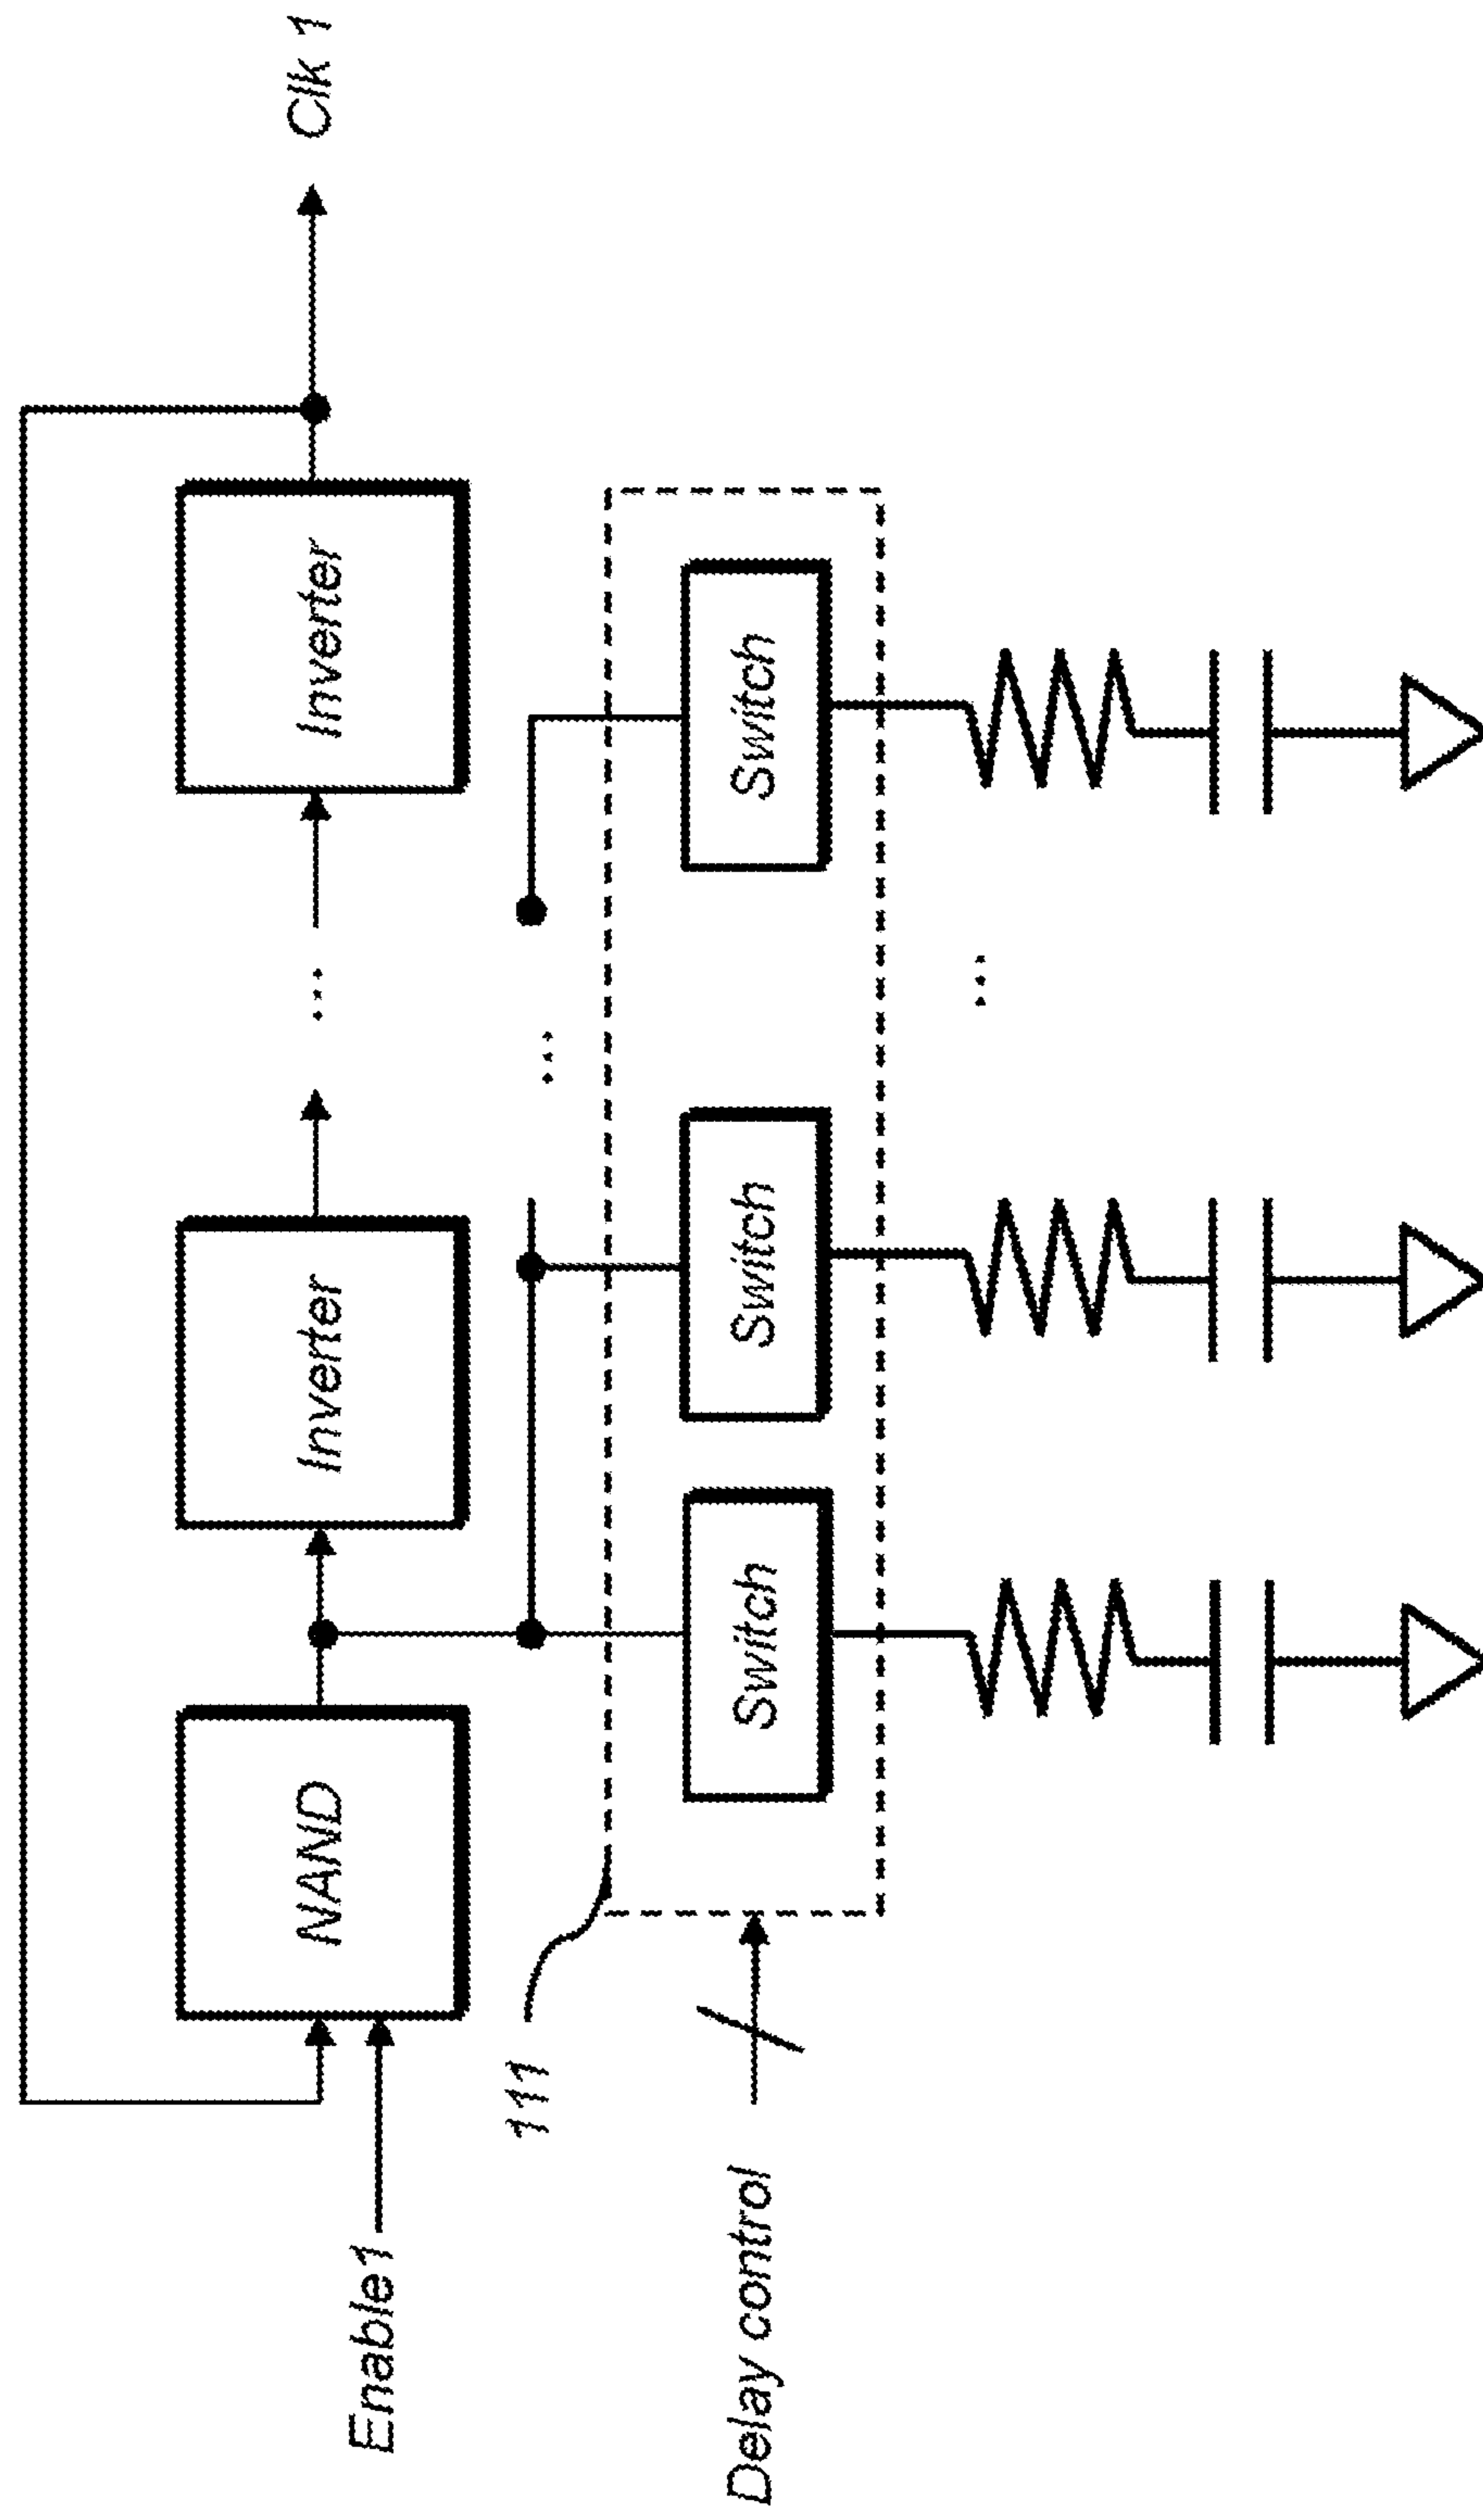 Clk 1
NAND
Inverter
...
Inverter
Enable1
111
...
Switch
Switch
Switch
Delay control
...